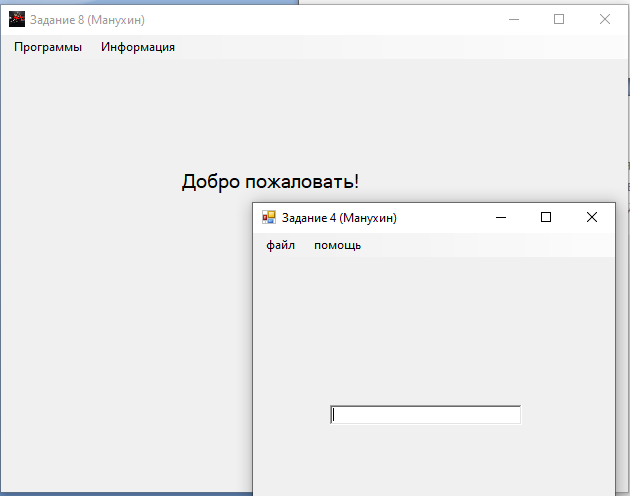 Задание 8 (Манухин)
Программы Информация
Добро пожаловать!
Задание 4 (Манухин)
файл помощь